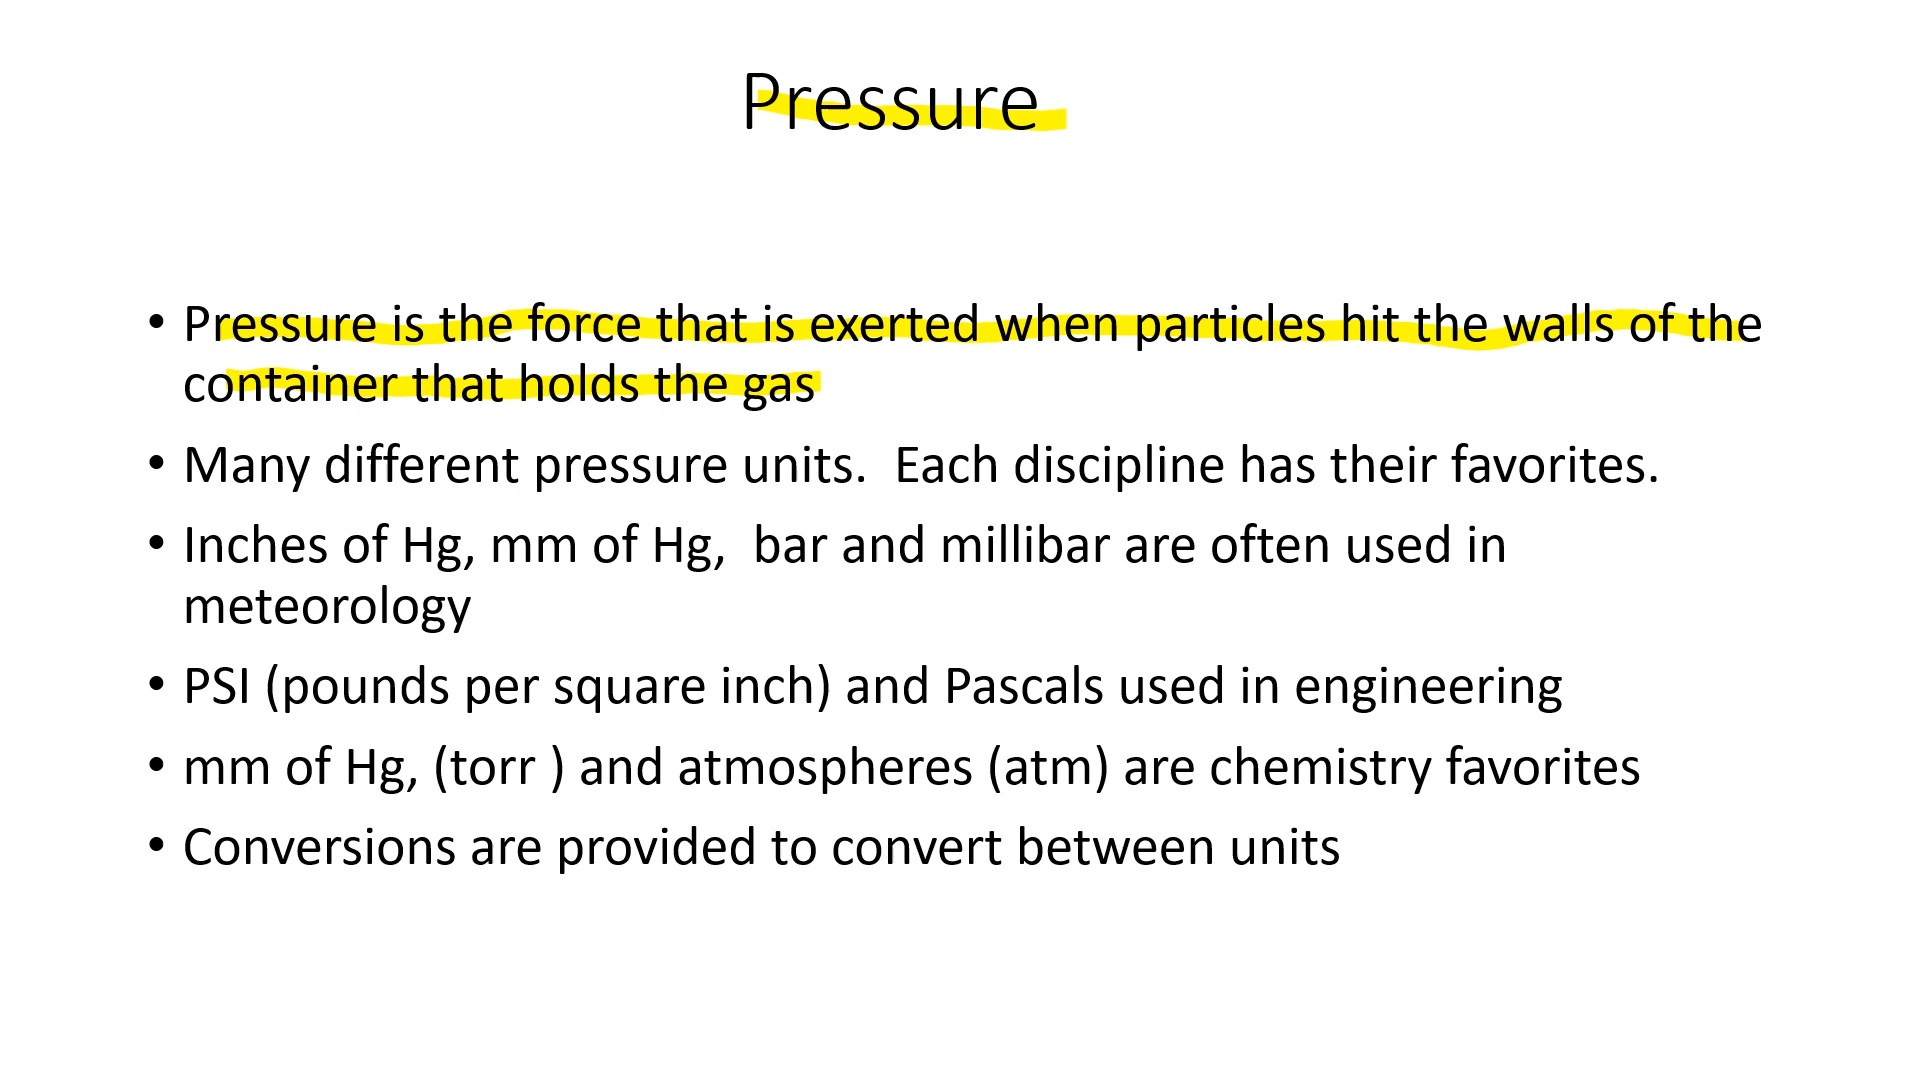 Pressure
• Pressure is the force that is exerted when particles hit the walls of the
container that holds the gas
• Many different pressure units.  Each discipline has their favorites.
• Inches of Hg, mm of Hg,  bar and millibar are often used in
meteorology
• PSI (pounds per square inch) and Pascals used in engineering
• mm of Hg, (torr ) and atmospheres (atm) are chemistry favorites
• Conversions are provided to convert between units